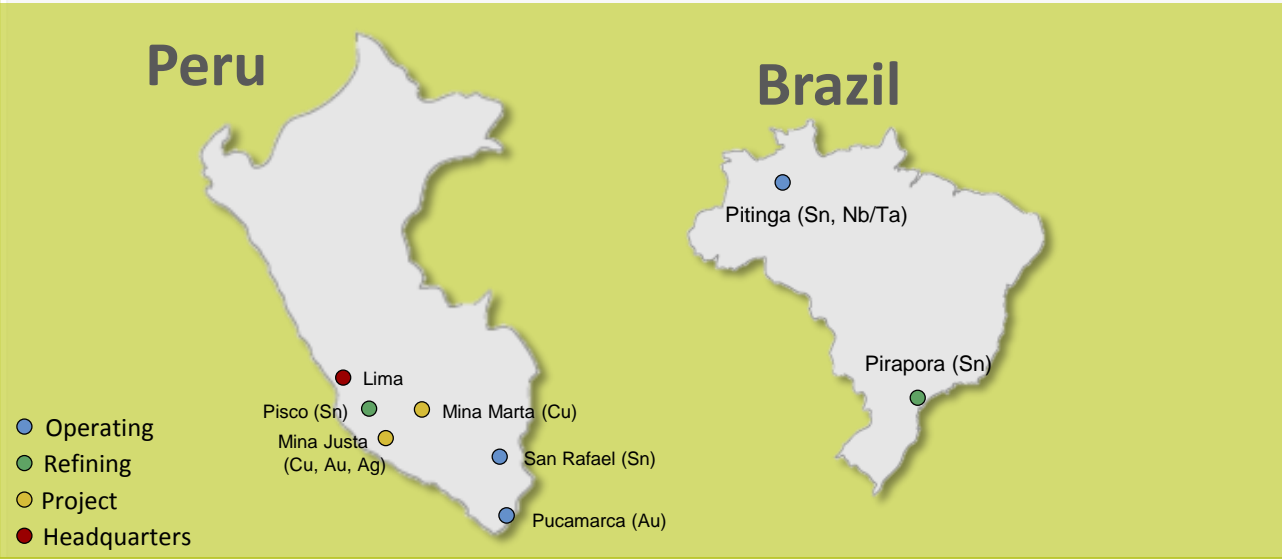 Peru
Brazil
Pitinga (Sn, Nb/Ta)
Pirapora (Sn)
Lima
Pisco (Sn)
Mina Marta (Cu)
Mina Justa
(Cu, Au, Ag)
San Rafael (Sn)
Pucamarca (Au)
Operating
Refining
Project
Headquarters